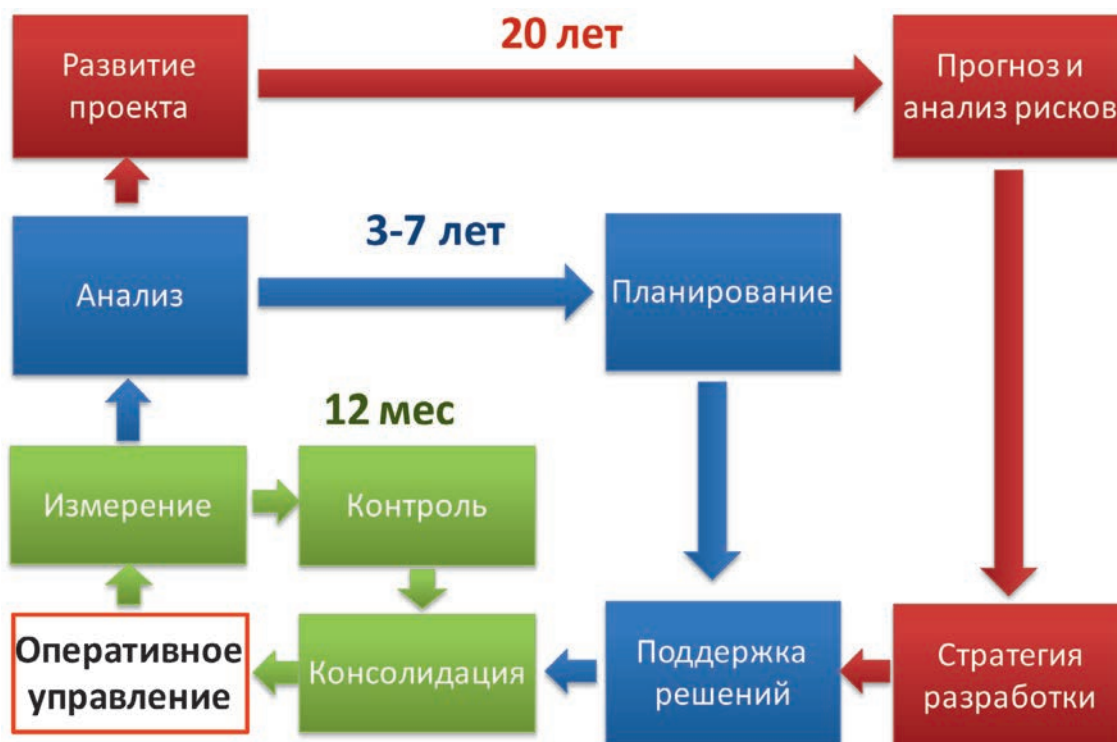 20 лет
Развитие
проекта
Прогноз и
анализ рисков
3-7 лет
Анализ
Планирование
12 мес
Измерение
Контроль
Оперативное
управление
Консолидация
Поддержка
решений
Стратегия
разработки